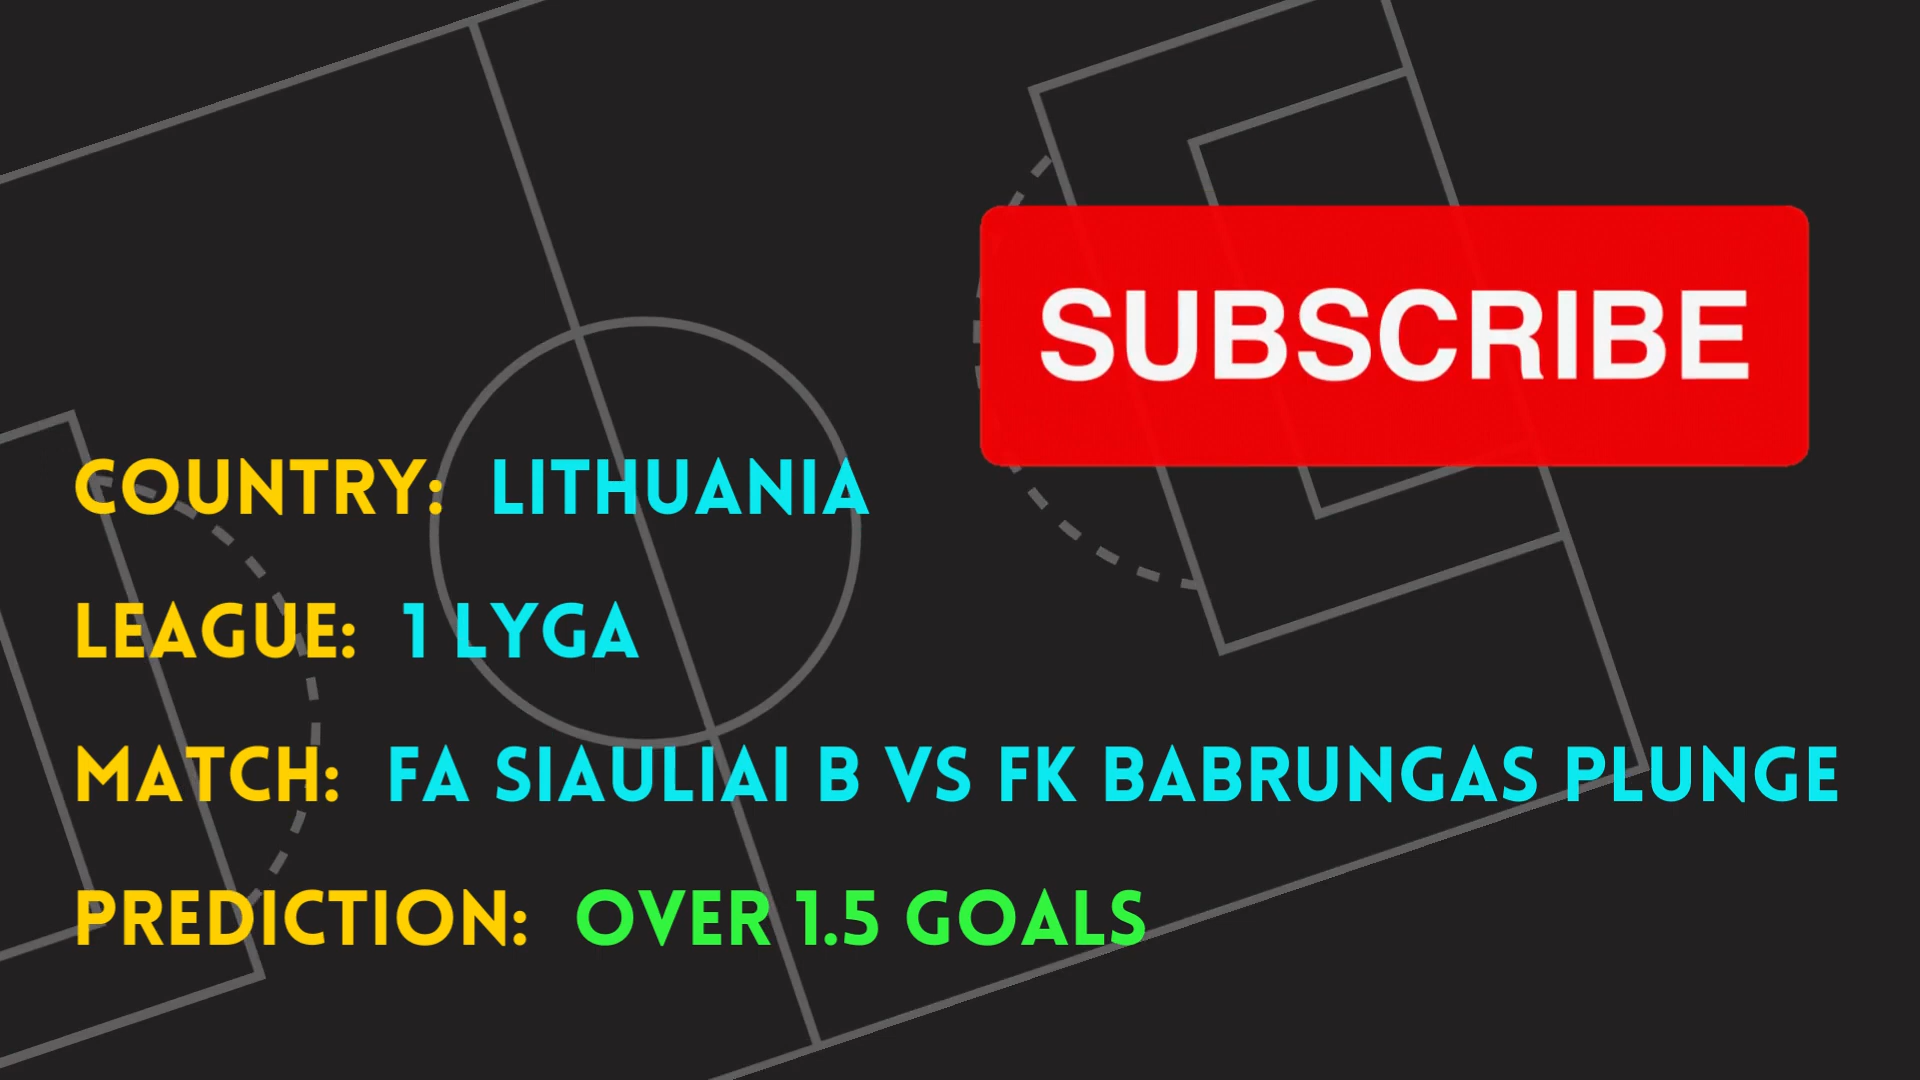 SUBSCRIBE
COUNTRY: LITHUANIA
LEAGUE: 1 LYGA
MATCH: FA SIAULIAI B VS FK BABRUNGAS PLUNGE
PREDICTION: OVER 1.5 GOALS